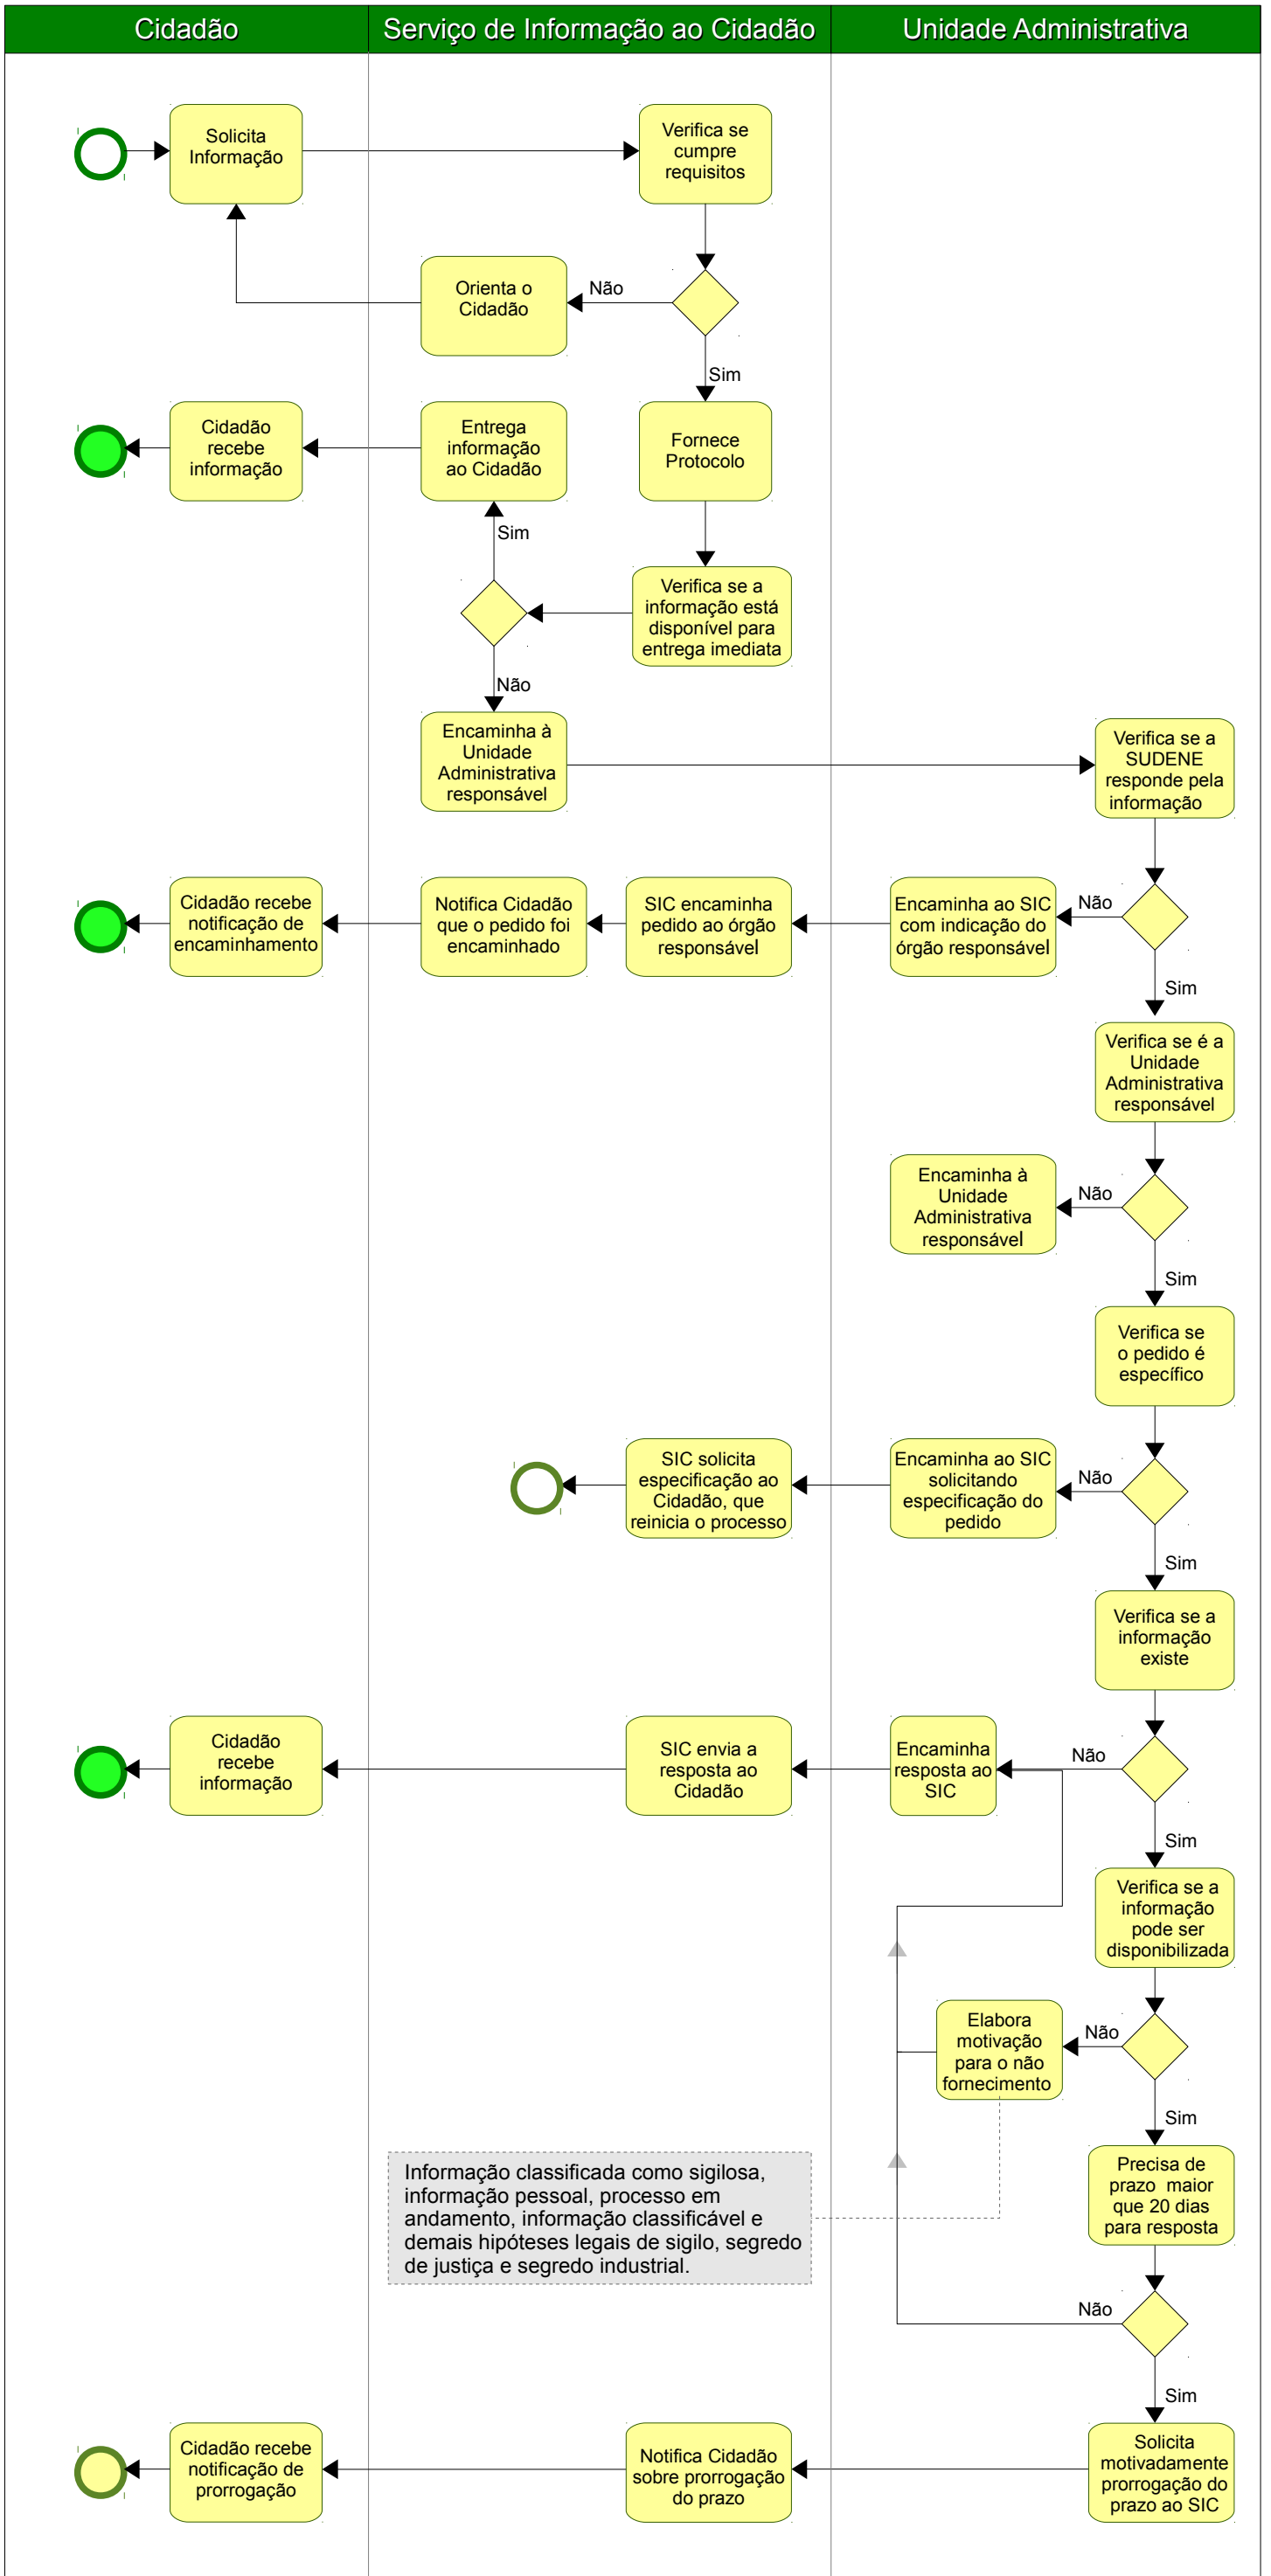 Cidadão
Serviço de Informação ao Cidadão
Unidade Administrativa
Solicita
Informação
Verifica se
cumpre
requisitos
Orienta o
Cidadão
Não
Sim
Cidadão
recebe
informação
Entrega
informação
ao Cidadão
Fornece
Protocolo
Sim
Verifica se a
informação está
disponível para
entrega imediata
Não
Encaminha à
Unidade
Administrativa
responsável
Verifica se a
SUDENE
responde pela
informação
Cidadão recebe
notificação de
encaminhamento
Notifica Cidadão
que o pedido foi
encaminhado
SIC encaminha
pedido ao órgão
responsável
Encaminha ao SIC
com indicação do
órgão responsável
Não
Sim
Verifica se é a
Unidade
Administrativa
responsável
Encaminha à
Unidade
Administrativa
responsável
Não
Sim
Verifica se
o pedido é
específico
SIC solicita
especificação ao
Cidadão, que
reinicia o processo
Encaminha ao SIC
solicitando
especificação do
pedido
Não
Sim
Verifica se a
informação
existe
Cidadão
recebe
informação
SIC envia a
resposta ao
Cidadão
Encaminha
resposta ao
SIC
Não
Sim
Verifica se a
informação
pode ser
disponibilizada
Elabora
motivação
para o não
fornecimento
Não
Sim
Informação classificada como sigilosa,
informação pessoal, processo em
andamento, informação classificável e
demais hipóteses legais de sigilo, segredo
de justiça e segredo industrial.
Precisa de
prazo maior
que 20 dias
para resposta
Não
Sim
Cidadão recebe
notificação de
prorrogação
Notifica Cidadão
sobre prorrogação
do prazo
Solicita
motivadamente
prorrogação do
prazo ao SIC